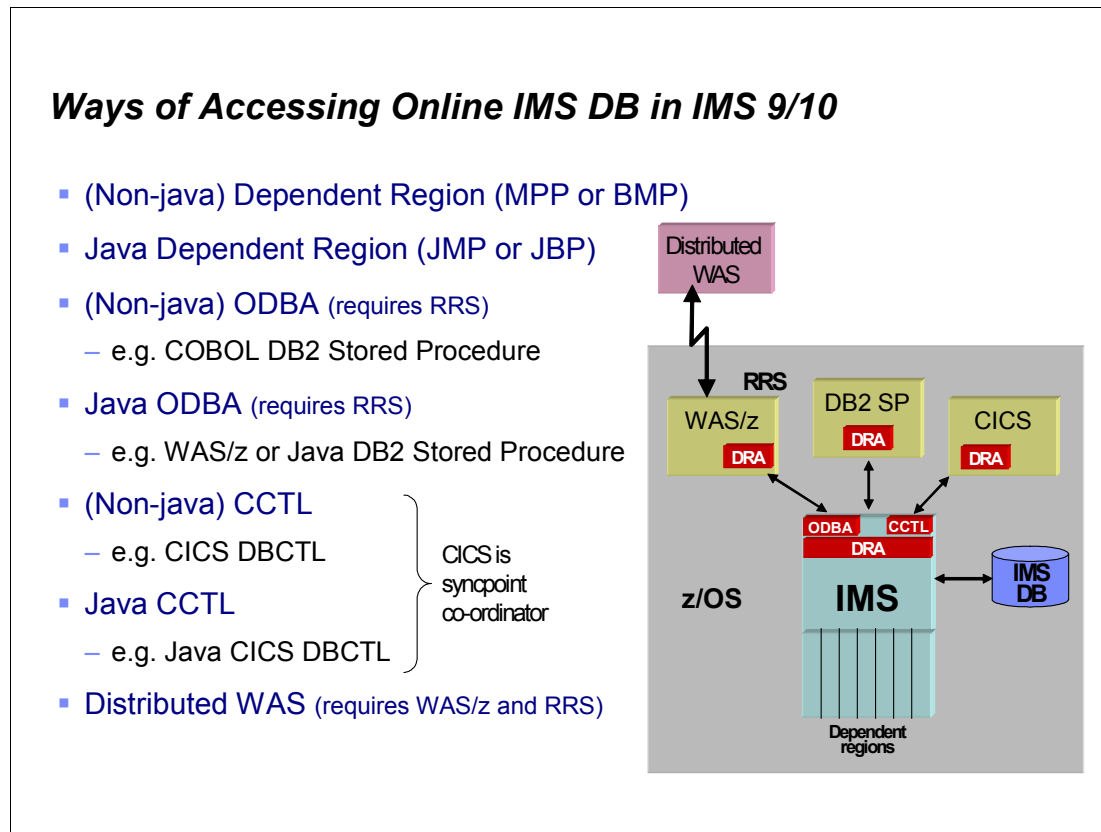 Ways of Accessing Online IMS DB in IMS 9/10
▪ (Non-java) Dependent Region (MPP or BMP)
▪ Java Dependent Region (JMP or JBP)
▪ (Non-java) ODBA (requires RRS)
– e.g. COBOL DB2 Stored Procedure
▪ Java ODBA (requires RRS)
– e.g. WAS/z or Java DB2 Stored Procedure
▪ (Non-java) CCTL
– e.g. CICS DBCTL
▪ Java CCTL
– e.g. Java CICS DBCTL
CICS is
syncpoint
co-ordinator
▪ Distributed WAS (requires WAS/z and RRS)
Distributed
WAS
RRS
WAS/z
DRA
DB2 SP
DRA
CICS
DRA
ODBA
CCTL
DRA
z/OS
IMS
IMS
DB
Dependent
regions